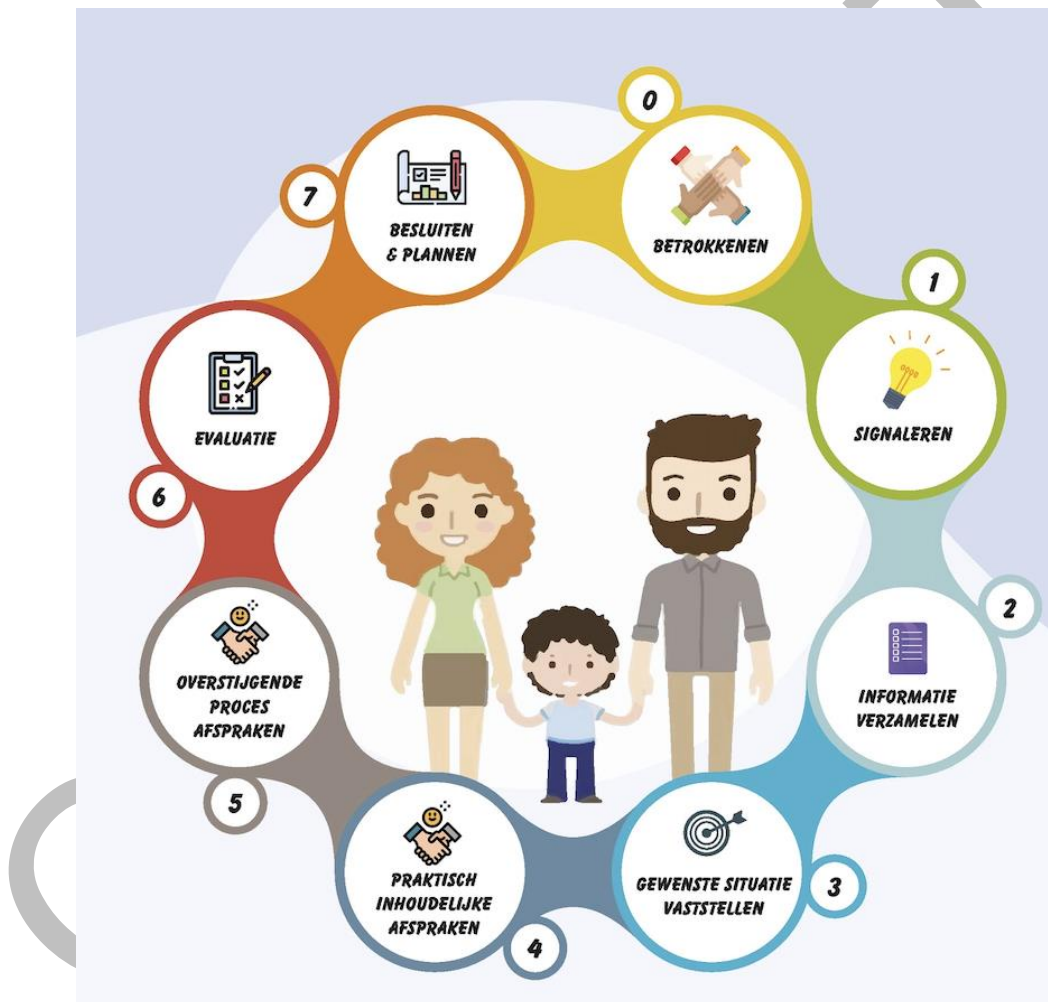 0
BETROKKENEN
1
SIGNALEREN
2
INFORMATIE
VERZAMELEN
3
GEWENSTE SITUATIE
VASTSTELLEN
4
PRAKTISCH
INHOUDELIJKE
AFSPRAKEN
5
OVERSTIJGENDE
PROCES
AFSPRAKEN
6
EVALUATIE
7
BESLUITEN
& PLANNEN